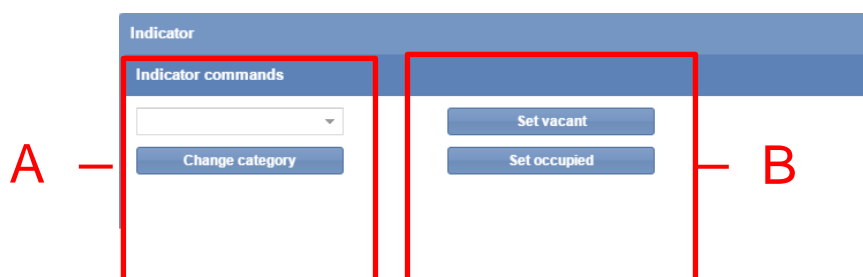 Indicator
Indicator commands
Set vacant
Change category
Set occupied
A
B